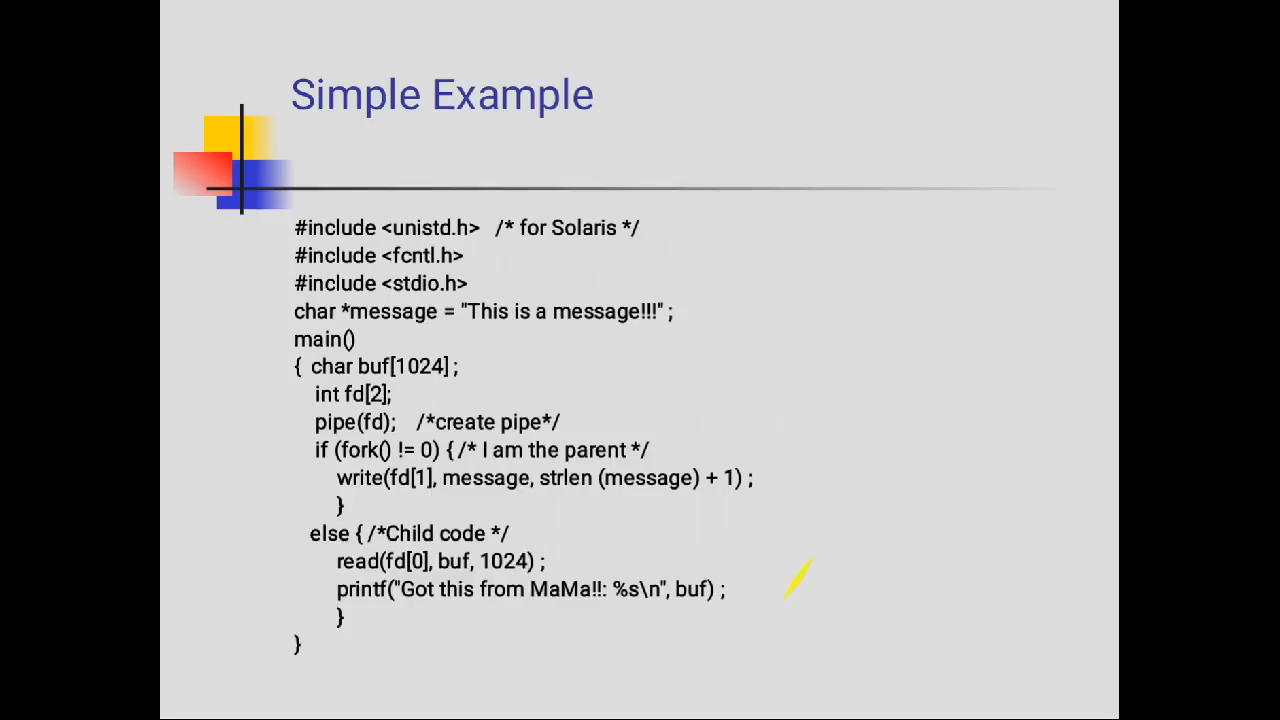 Simple Example
#include <unistd.h> /* for Solaris */
#include <fcntl.h>
#include <stdio.h>
char *message = "This is a message!!!" ;
main()
{ char buf[1024] ;
int fd[2];
pipe(fd); /*create pipe*/
if (fork() != 0) { /* I am the parent */
write(fd[1], message, strlen (message) + 1) ;
}
else { /*Child code */
read(fd[0], buf, 1024) ;
printf("Got this from MaMa!!: %s\n", buf) ;
}
}